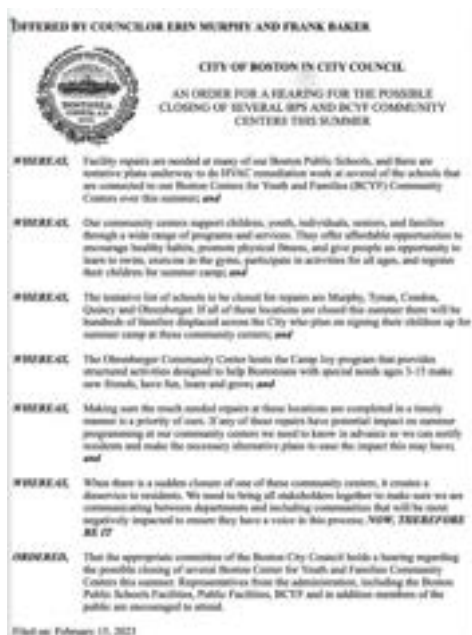 OFFERED BY COUNCILOR ERIN MURPHY AND FRANK BAKER
CITY OF BOSTON IN CITY COUNCIL
AN ORDER FOR A HEARING FOR THE POSSIBLE
CLOSING OF SEVERAL BPS AND BCYF COMMUNITY
CENTERS THIS SUMMER
WHEREAS, Facility repairs are needed at many of our Boston Public Schools, and there are
tentative plans underway to do HVAC remediation work at several of the schools that
are connected to our Boston Centers for Youth and Families (BCYF) Community
Centers over this summer; and
WHEREAS, Our community centers support children, youth, individuals, seniors, and families
through a wide range of programs and services. They offer affordable opportunities to
encourage healthy habits, promote physical fitness, and give people an opportunity to
learn to swim, exercise in the gyms, participate in activities for all ages, and register
their children for summer camp; and
WHEREAS, The tentative list of schools to be closed for repairs are Murphy, Tynan, Condon,
Quincy and Ohrenberger. If all of these locations are closed this summer there will be
hundreds of families displaced across the City who plan on signing their children up for
summer camp at these community centers; and
WHEREAS, The Ohrenberger Community Center hosts the Camp Joy program that provides
structured activities designed to help Bostonians with special needs ages 3-15 make
new friends, have fun, learn and grow; and
WHEREAS, Making sure the much needed repairs at these locations are completed in a timely
manner is a priority of ours. If any of these repairs have potential impact on summer
programming at our community centers we need to know in advance so we can notify
residents and make the necessary alternative plans to ease the impact this may have;
and
WHEREAS, When there is a sudden closure of one of these community centers, it creates a
disservice to residents. We need to bring all stakeholders together to make sure we are
communicating between departments and including communities that will be most
negatively impacted to ensure they have a voice in this process; NOW, THEREFORE
BE IT
ORDERED, That the appropriate committee of the Boston City Council holds a hearing regarding
the possible closing of several Boston Center for Youth and Families Community
Centers this summer. Representatives from the administration, including the Boston
Public Schools Facilities, Public Facilities, BCYF and in addition members of the
public are encouraged to attend.
Filed on: February 15, 2023